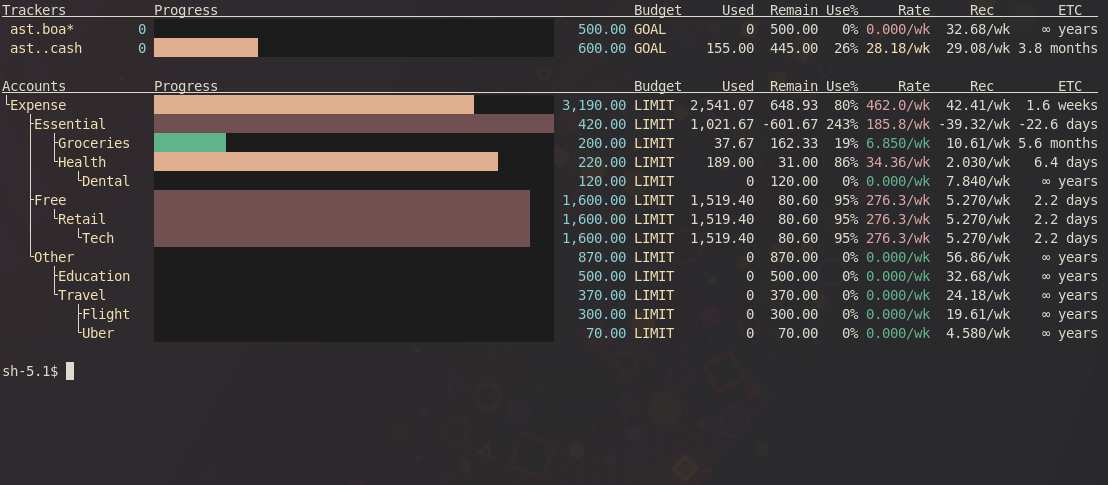 Trackers Progress Budget Used Remain Use% Rate Rec ETC
ast.boa* 0 500.00 GOAL 0 500.00 0% 0.000/wk 32.68/wk ∞ years
ast..cash 0 600.00 GOAL 155.00 445.00 26% 28.18/wk 29.08/wk 3.8 months
Accounts Progress Budget Used Remain Use% Rate Rec ETC
Expense 3,190.00 LIMIT 2,541.07 648.93 80% 462.0/wk 42.41/wk 1.6 weeks
Essential 420.00 LIMIT 1,021.67 -601.67 243% 185.8/wk -39.32/wk -22.6 days
Groceries 200.00 LIMIT 37.67 162.33 19% 6.850/wk 10.61/wk 5.6 months
Health 220.00 LIMIT 189.00 31.00 86% 34.36/wk 2.030/wk 6.4 days
Dental 120.00 LIMIT 0 120.00 0% 0.000/wk 7.840/wk ∞ years
Free 1,600.00 LIMIT 1,519.40 80.60 95% 276.3/wk 5.270/wk 2.2 days
Retail 1,600.00 LIMIT 1,519.40 80.60 95% 276.3/wk 5.270/wk 2.2 days
Tech 1,600.00 LIMIT 1,519.40 80.60 95% 276.3/wk 5.270/wk 2.2 days
Other 870.00 LIMIT 0 870.00 0% 0.000/wk 56.86/wk ∞ years
Education 500.00 LIMIT 0 500.00 0% 0.000/wk 32.68/wk ∞ years
Travel 370.00 LIMIT 0 370.00 0% 0.000/wk 24.18/wk ∞ years
Flight 300.00 LIMIT 0 300.00 0% 0.000/wk 19.61/wk ∞ years
Uber 70.00 LIMIT 0 70.00 0% 0.000/wk 4.580/wk ∞ years
sh-5.1$